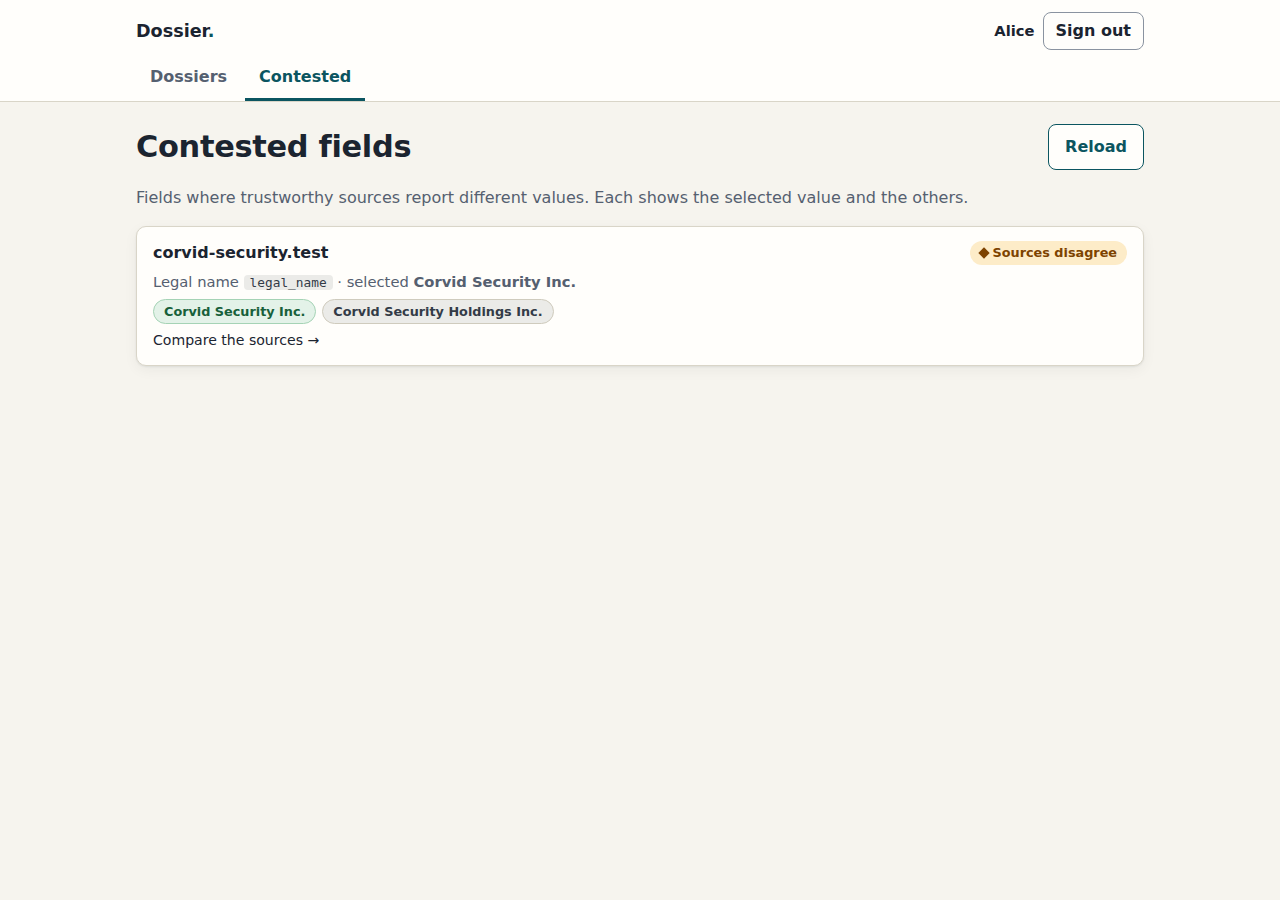 Dossier.
Alice
Sign out
Dossiers
Contested
Contested fields
Reload
Fields where trustworthy sources report different values. Each shows the selected value and the others.
corvid-security.test
◆ Sources disagree
Legal name legal_name · selected Corvid Security Inc.
Corvid Security Inc.
Corvid Security Holdings Inc.
Compare the sources →